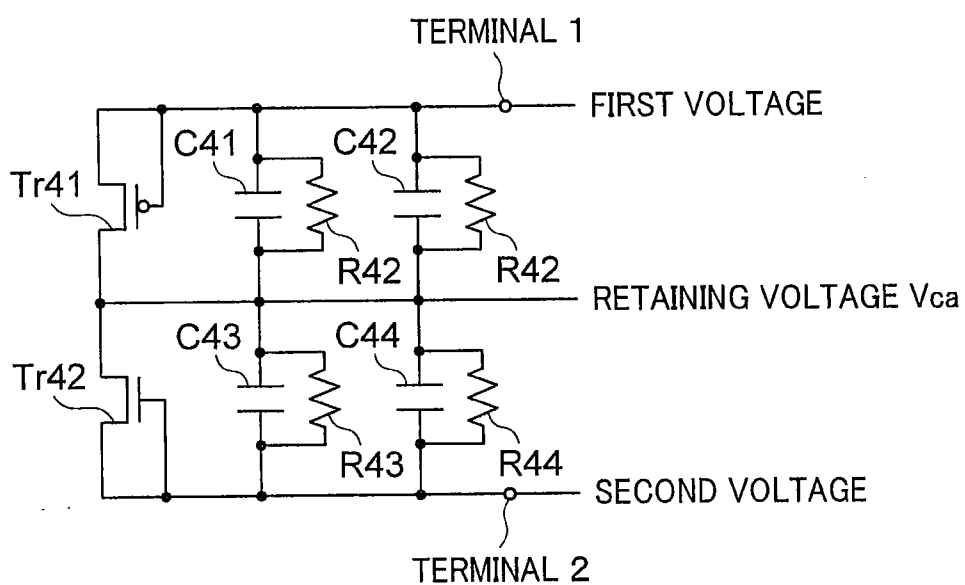 TERMINAL 1
FIRST VOLTAGE
C41
C42
Tr41
R42
R42
RETAINING VOLTAGE Vca
C43
C44
Tr42
R43
R44
SECOND VOLTAGE
TERMINAL 2